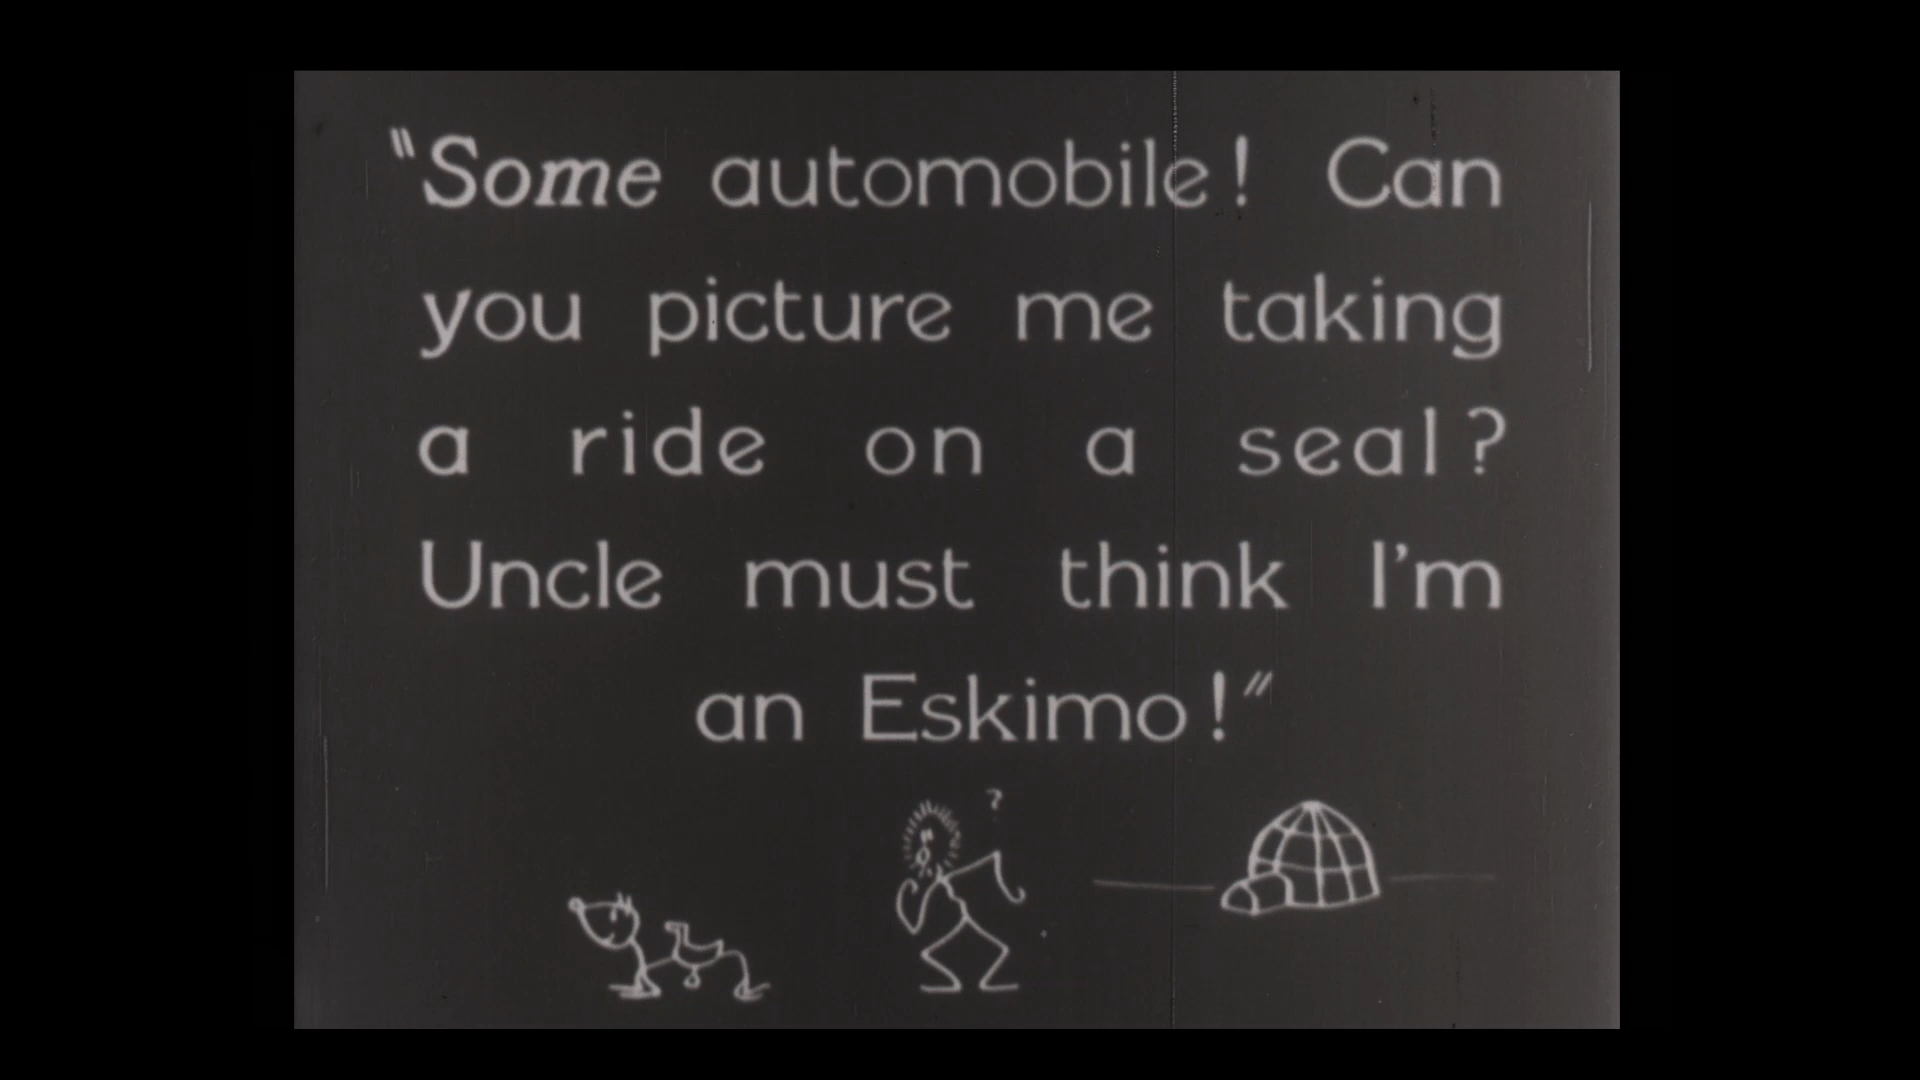 "Some automobile! Can
you picture me taking
a ride on a seal?
Uncle must think I'm
an Eskimo!"
?